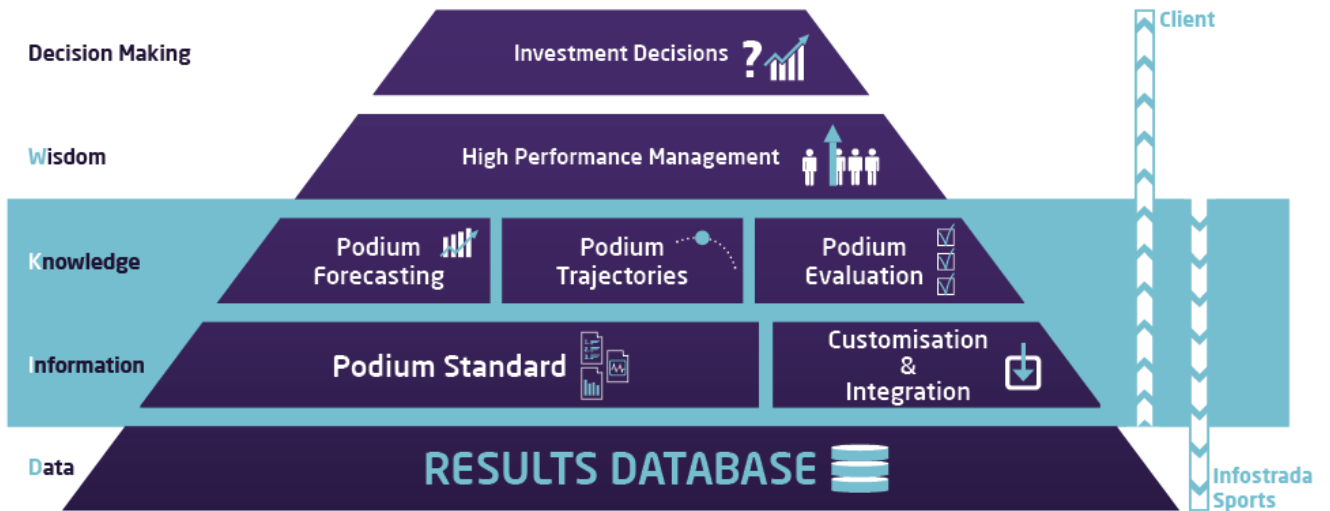 Decision Making
Investment Decisions ?
Client
Wisdom
High Performance Management
Knowledge
Podium
Forecasting
Podium
Trajectories
Podium
Evaluation
Information
Podium Standard
Customisation
&
Integration
Data
RESULTS DATABASE
Infostrada
Sports